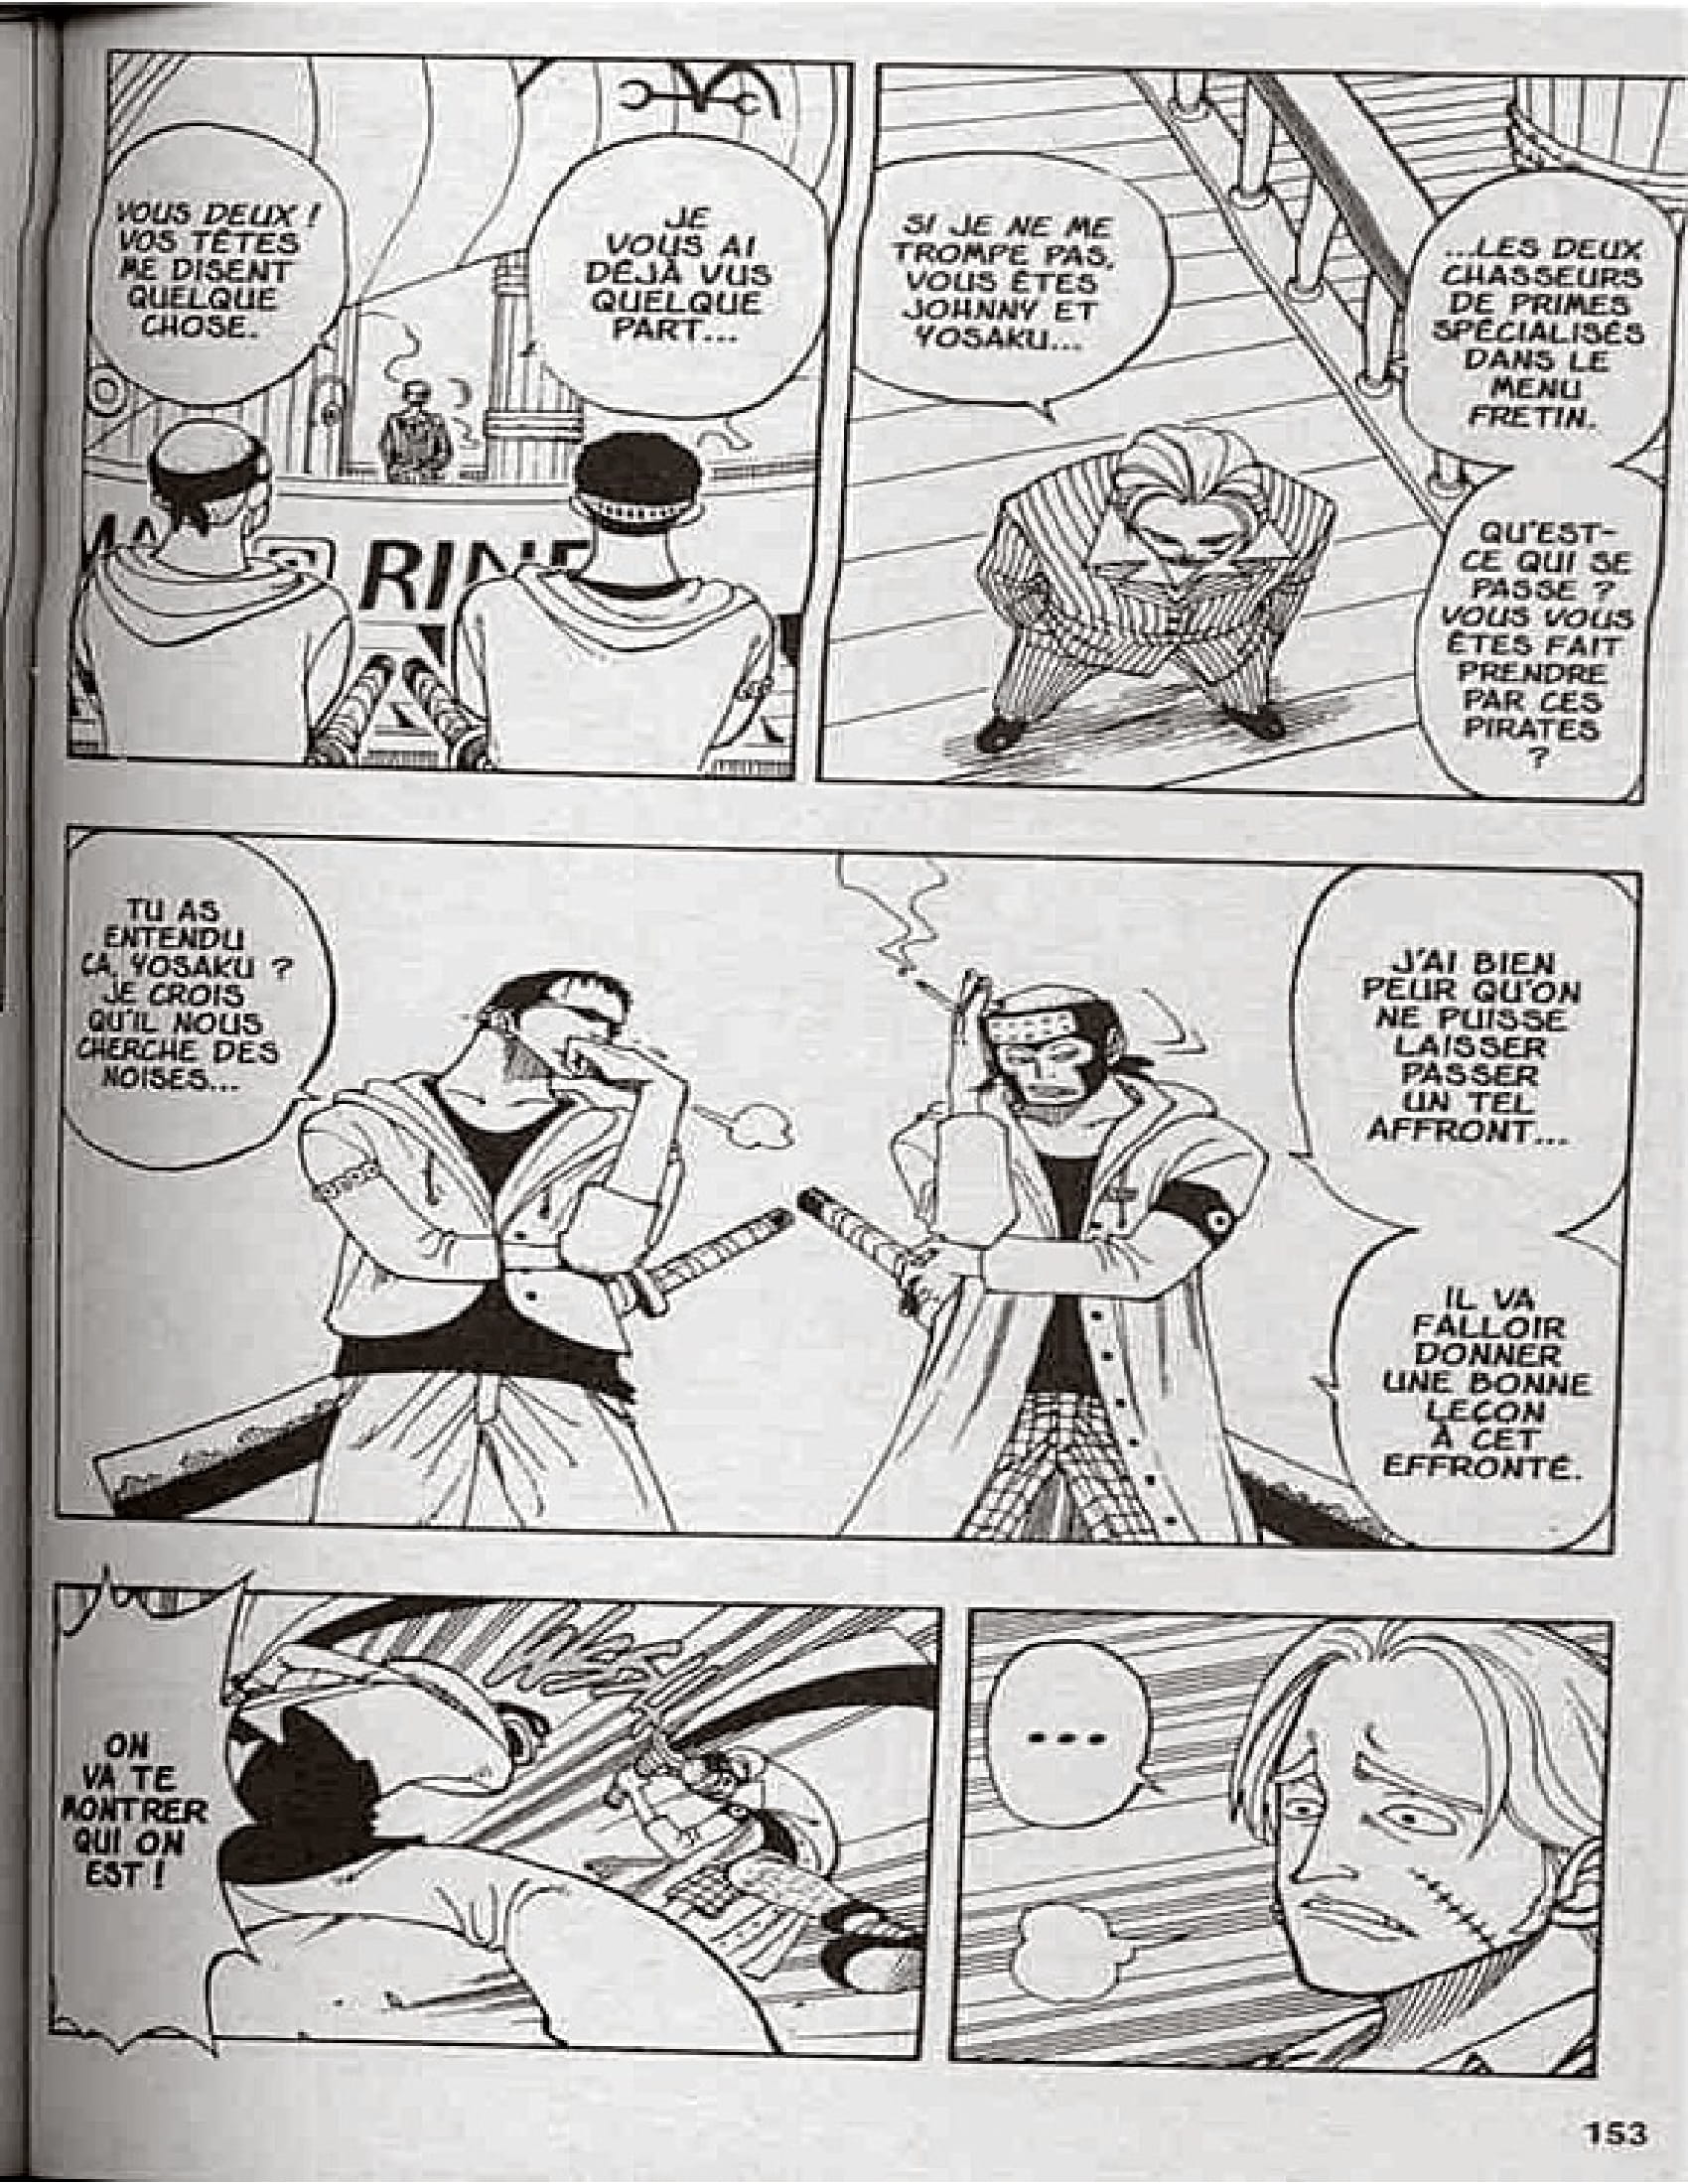 VOUS DEUX !
VOS TÊTES
ME DISENT
QUELQUE
CHOSE.
JE
VOUS AI
DÉJÀ VUS
QUELQUE
PART...
MA RINE
SI JE NE ME
TROMPE PAS,
VOUS ÊTES
JOHNNY ET
YOSAKU...
...LES DEUX
CHASSEURS
DE PRIMES
SPÉCIALISÉS
DANS LE
MENU
FRETIN.
QU'EST-
CE QUI SE
PASSE ?
VOUS VOUS
ÊTES FAIT
PRENDRE
PAR CES
PIRATES
?
TU AS
ENTENDU
ÇA, YOSAKU ?
JE CROIS
QU'IL NOUS
CHERCHE DES
NOISES...
J'AI BIEN
PEUR QU'ON
NE PUISSE
LAISSER
PASSER
UN TEL
AFFRONT...
IL VA
FALLOIR
DONNER
UNE BONNE
LEÇON
À CET
EFFRONTÉ.
ON
VA TE
MONTRER
QUI ON
EST !
...
153